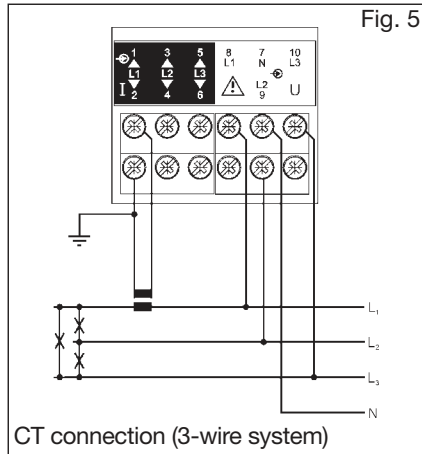 Fig. 5
1 3 5 8 7 10
L1 N L3
L1 L2 L3
I 2 4 6 L2 9 U
L₁
L₂
L₃
N
CT connection (3-wire system)